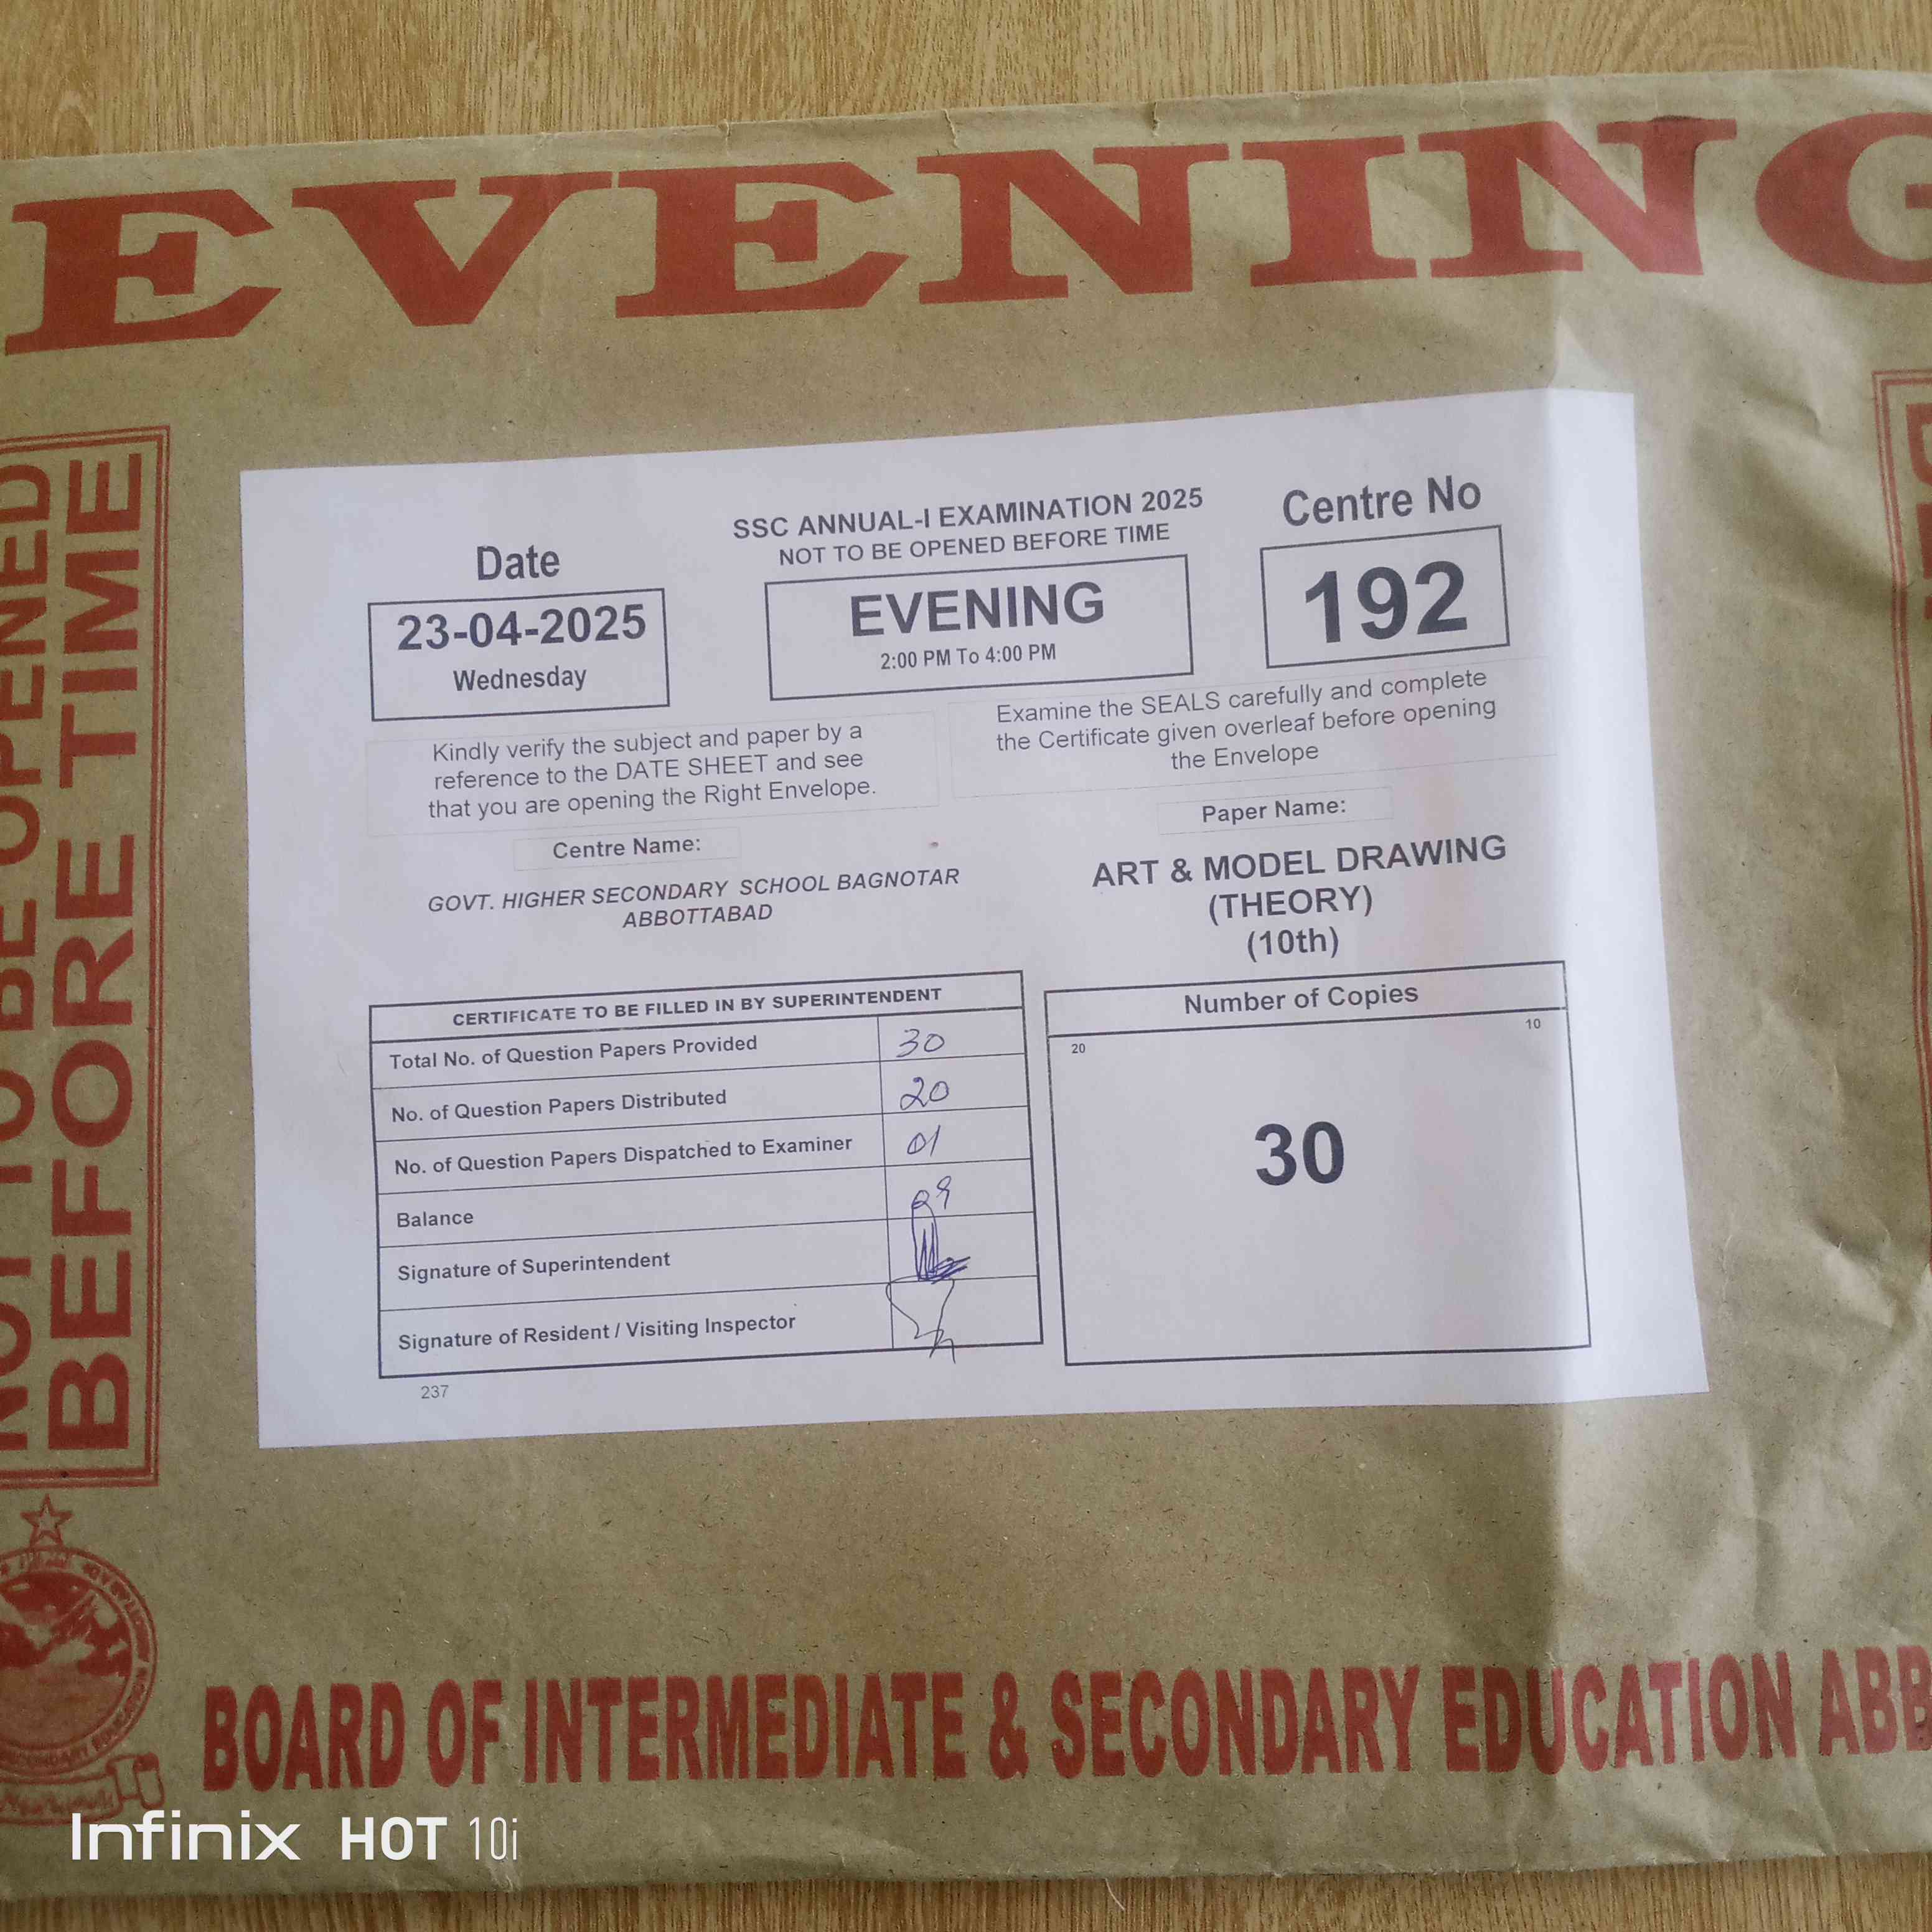 EVENING
NOT TO BE OPENED
BEFORE TIME
Date
23-04-2025
Wednesday
SSC ANNUAL-I EXAMINATION 2025
NOT TO BE OPENED BEFORE TIME
EVENING
2:00 PM To 4:00 PM
Centre No
192
Kindly verify the subject and paper by a
reference to the DATE SHEET and see
that you are opening the Right Envelope.
Examine the SEALS carefully and complete
the Certificate given overleaf before opening
the Envelope
Centre Name:
GOVT. HIGHER SECONDARY SCHOOL BAGNOTAR
ABBOTTABAD
Paper Name:
ART & MODEL DRAWING
(THEORY)
(10th)
CERTIFICATE TO BE FILLED IN BY SUPERINTENDENT
Total No. of Question Papers Provided 30
No. of Question Papers Distributed 20
No. of Question Papers Dispatched to Examiner 01
Balance 09
Signature of Superintendent
Signature of Resident / Visiting Inspector
237
Number of Copies
20 10
30
BOARD OF INTERMEDIATE & SECONDARY EDUCATION ABB
Infinix HOT 10i